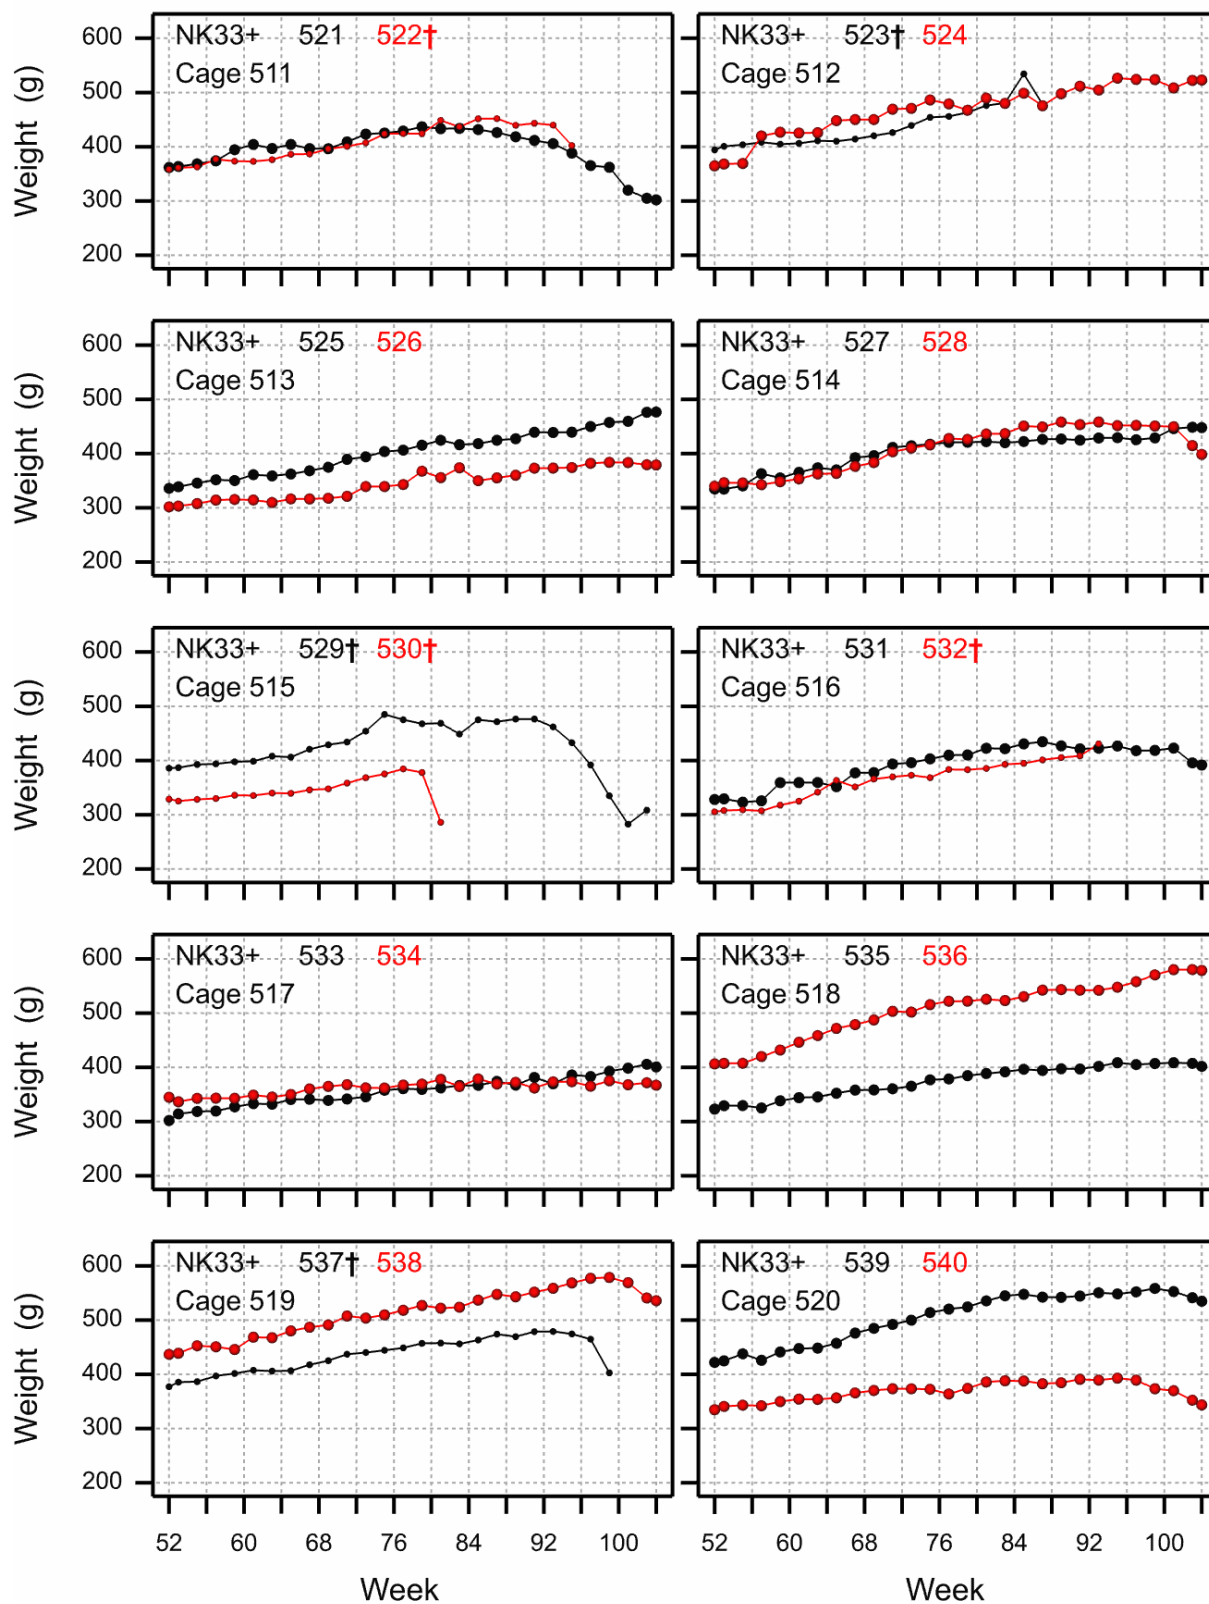 NK33+ 521 522†
Cage 511
NK33+ 523† 524
Cage 512
Weight (g)
600
500
400
300
200
NK33+ 525 526
Cage 513
NK33+ 527 528
Cage 514
Weight (g)
600
500
400
300
200
NK33+ 529† 530†
Cage 515
NK33+ 531 532†
Cage 516
Weight (g)
600
500
400
300
200
NK33+ 533 534
Cage 517
NK33+ 535 536
Cage 518
Weight (g)
600
500
400
300
200
NK33+ 537† 538
Cage 519
NK33+ 539 540
Cage 520
Weight (g)
600
500
400
300
200
52 60 68 76 84 92 100
52 60 68 76 84 92 100
Week
Week